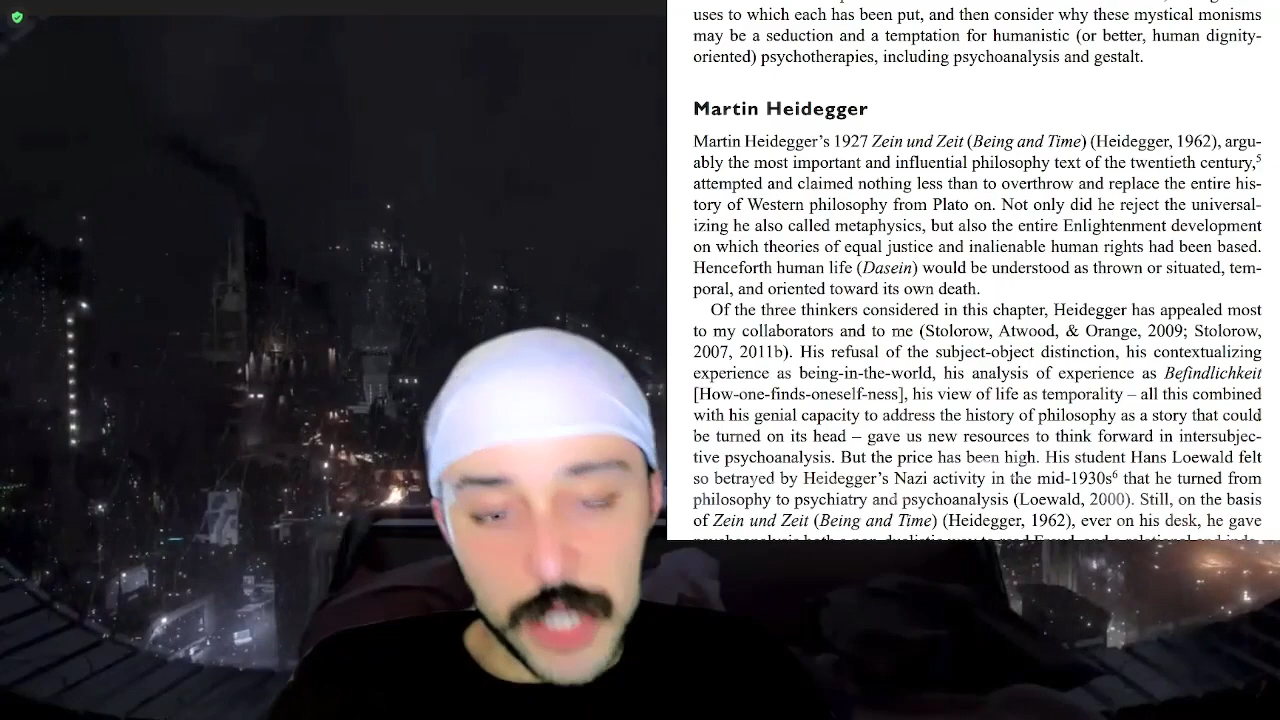 uses to which each has been put, and then consider why these mystical monisms
may be a seduction and a temptation for humanistic (or better, human dignity-
oriented) psychotherapies, including psychoanalysis and gestalt.
Martin Heidegger
Martin Heidegger's 1927 Zein und Zeit (Being and Time) (Heidegger, 1962), argu-
ably the most important and influential philosophy text of the twentieth century,5
attempted and claimed nothing less than to overthrow and replace the entire his-
tory of Western philosophy from Plato on. Not only did he reject the universal-
izing he also called metaphysics, but also the entire Enlightenment development
on which theories of equal justice and inalienable human rights had been based.
Henceforth human life (Dasein) would be understood as thrown or situated, tem-
poral, and oriented toward its own death.
Of the three thinkers considered in this chapter, Heidegger has appealed most
to my collaborators and to me (Stolorow, Atwood, & Orange, 2009; Stolorow,
2007, 2011b). His refusal of the subject-object distinction, his contextualizing
experience as being-in-the-world, his analysis of experience as Befindlichkeit
[How-one-finds-oneself-ness], his view of life as temporality – all this combined
with his genial capacity to address the history of philosophy as a story that could
be turned on its head – gave us new resources to think forward in intersubjec-
tive psychoanalysis. But the price has been high. His student Hans Loewald felt
so betrayed by Heidegger's Nazi activity in the mid-1930s6 that he turned from
philosophy to psychiatry and psychoanalysis (Loewald, 2000). Still, on the basis
of Zein und Zeit (Being and Time) (Heidegger, 1962), ever on his desk, he gave